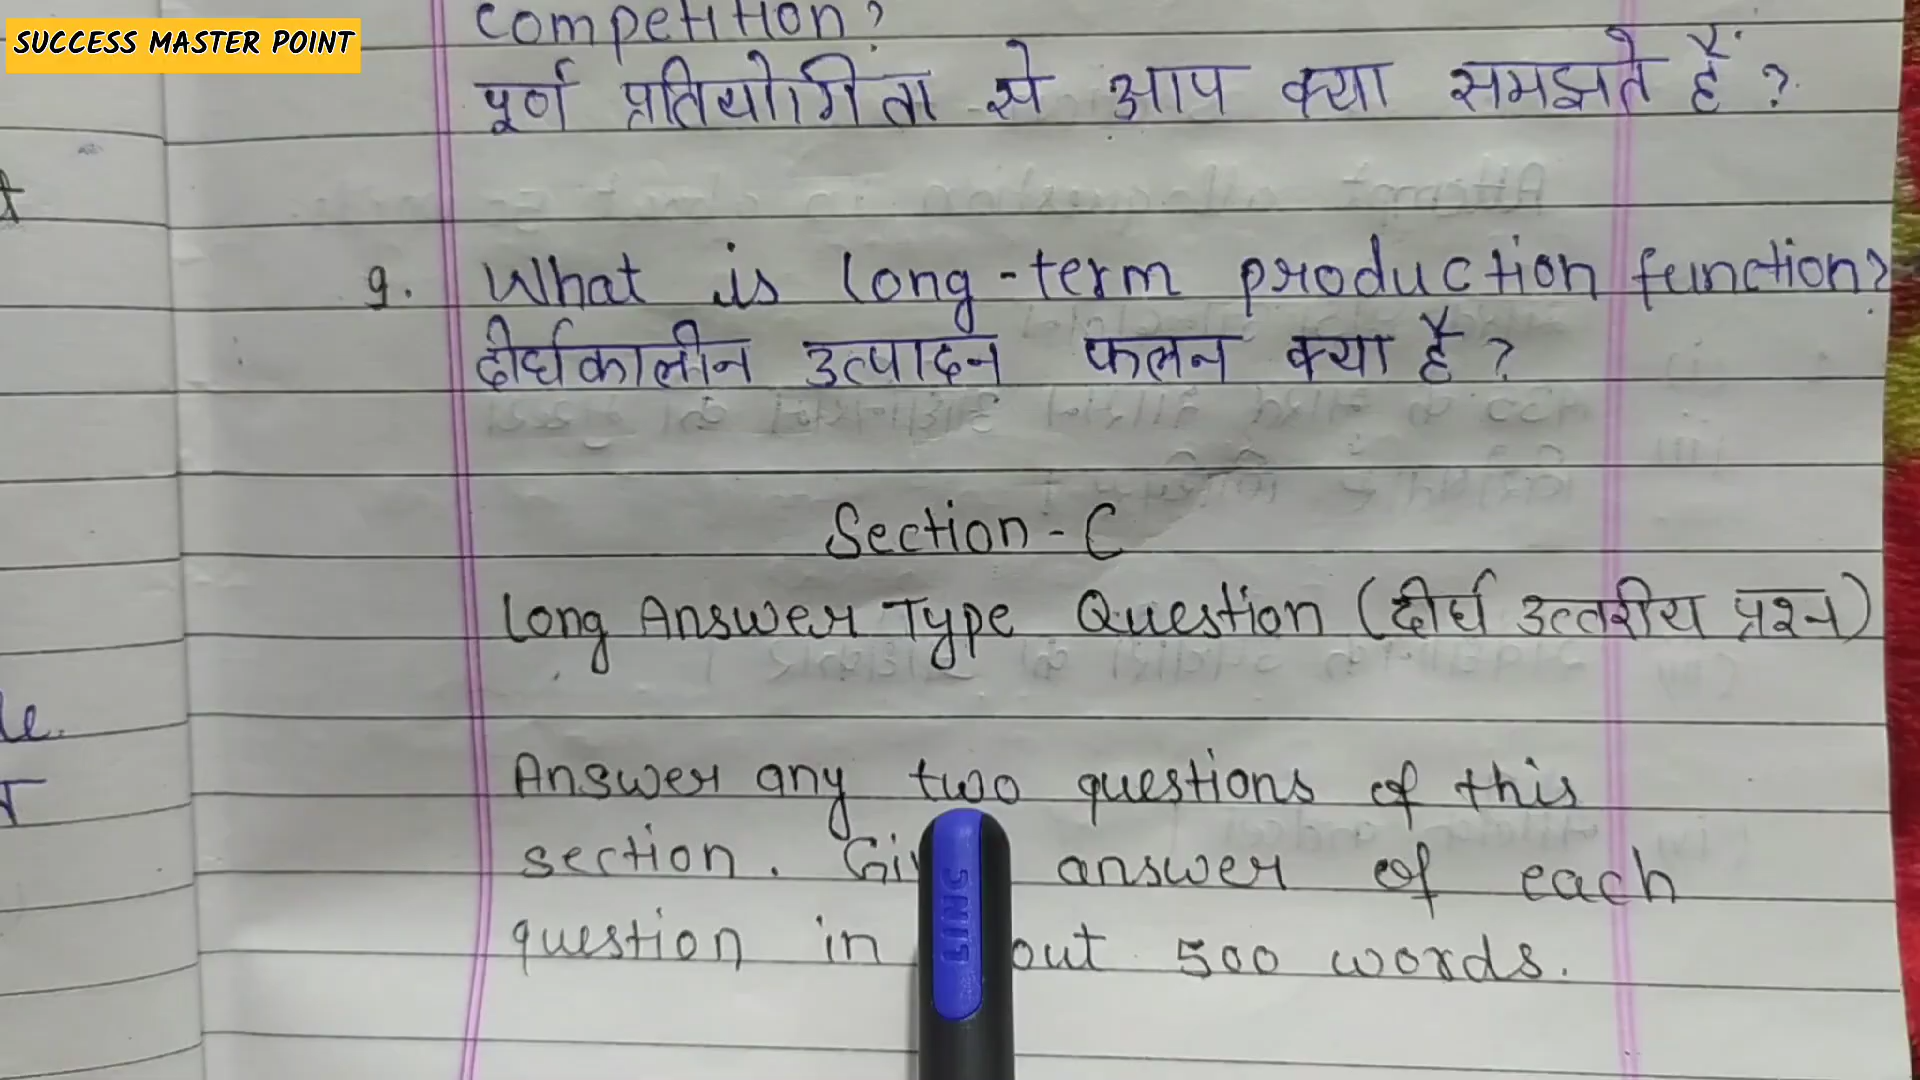 SUCCESS MASTER POINT
competition?
पूर्ण प्रतियोगिता से आप क्या समझते हैं ?
9. What is long-term production function?
दीर्घकालीन उत्पादन फलन क्या है ?
Section - C
Long Answer Type Question (दीर्घ उत्तरीय प्रश्न)
Answer any two questions of this
section. answer of each
question in 500 words.